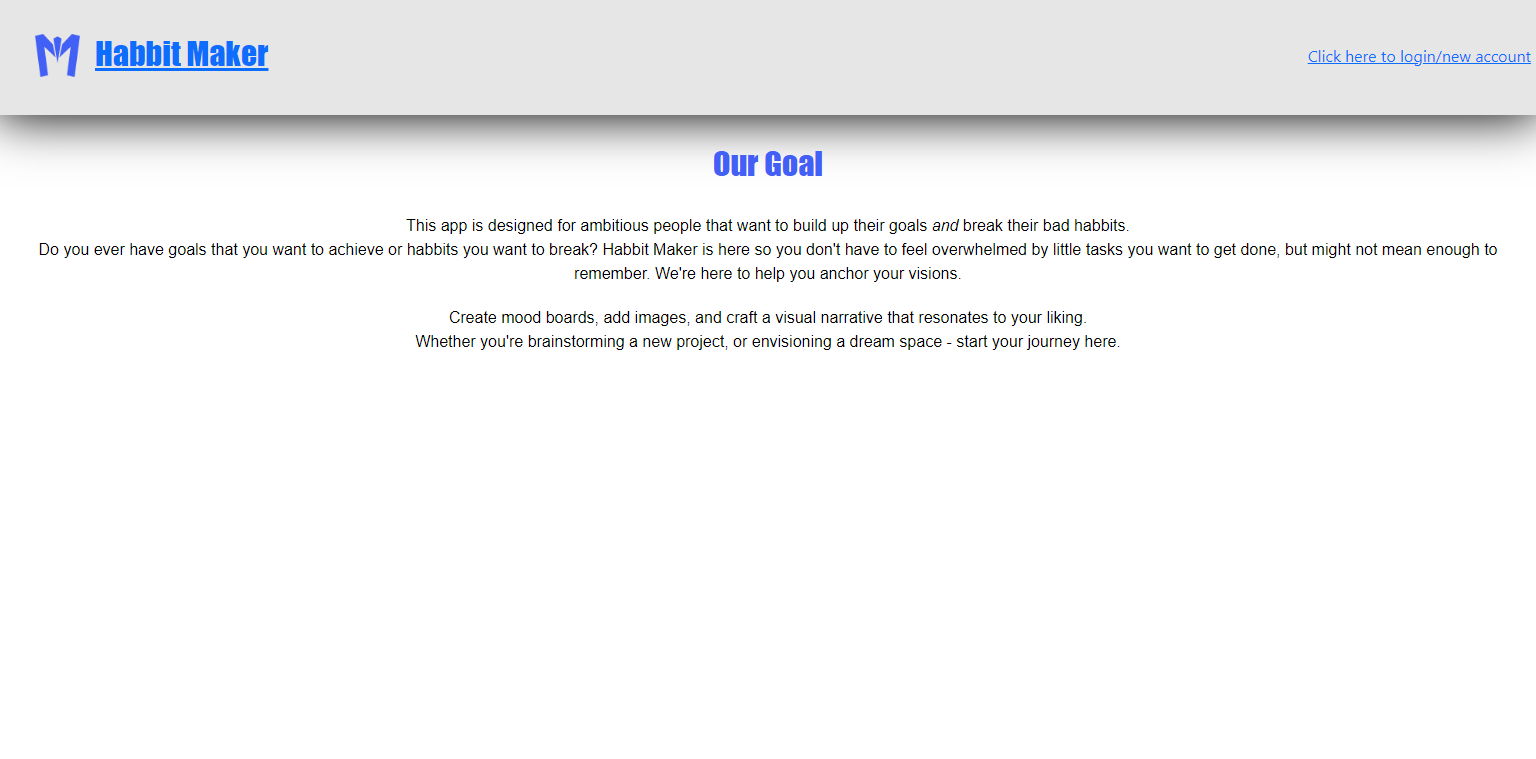 Habbit Maker
Click here to login/new account
Our Goal
This app is designed for ambitious people that want to build up their goals and break their bad habbits.
Do you ever have goals that you want to achieve or habbits you want to break? Habbit Maker is here so you don't have to feel overwhelmed by little tasks you want to get done, but might not mean enough to
remember. We're here to help you anchor your visions.
Create mood boards, add images, and craft a visual narrative that resonates to your liking.
Whether you're brainstorming a new project, or envisioning a dream space - start your journey here.